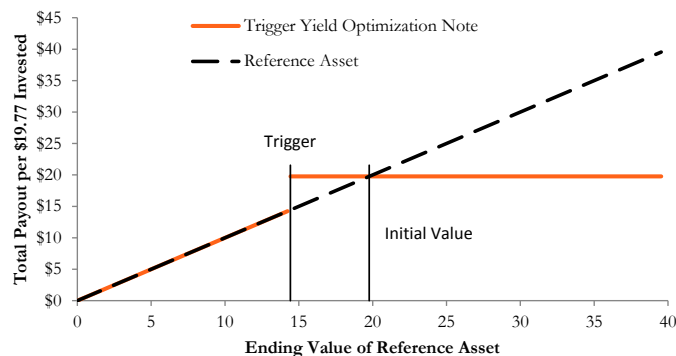 Total Payout per $19.77 Invested
$45
$40
$35
$30
$25
$20
$15
$10
$5
$0
Trigger Yield Optimization Note
Reference Asset
Trigger
Initial Value
0 5 10 15 20 25 30 35 40
Ending Value of Reference Asset